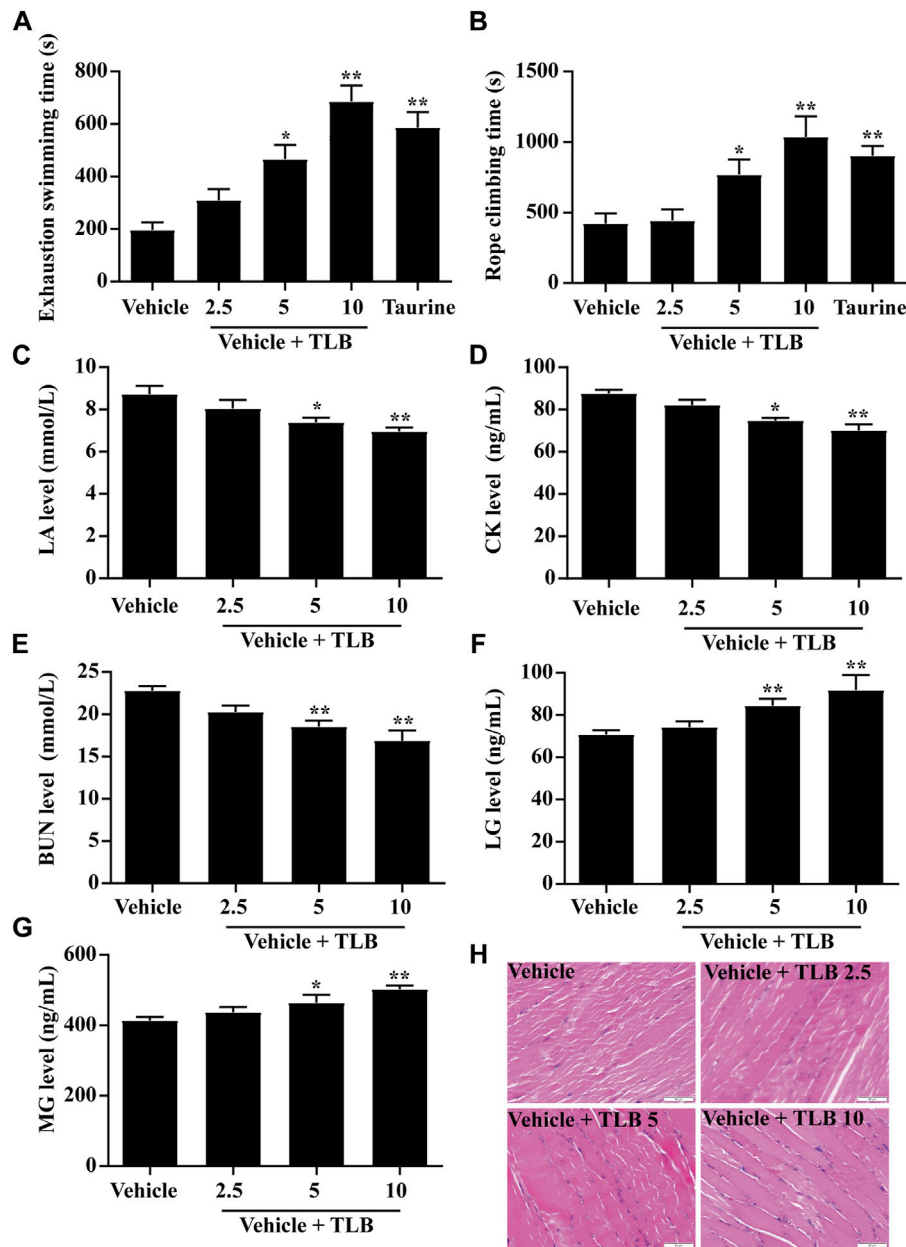 A
Exhaustion swimming time (s)
800
600
400
200
0
*
**
**
Vehicle 2.5 5 10 Taurine
Vehicle + TLB
B
Rope climbing time (s)
1500
1000
500
0
*
**
**
Vehicle 2.5 5 10 Taurine
Vehicle + TLB
C
LA level (mmol/L)
10
8
6
4
2
0
*
**
Vehicle 2.5 5 10
Vehicle + TLB
D
CK level (ng/mL)
100
80
60
40
20
0
*
**
Vehicle 2.5 5 10
Vehicle + TLB
E
BUN level (mmol/L)
25
20
15
10
5
0
**
**
Vehicle 2.5 5 10
Vehicle + TLB
F
LG level (ng/mL)
100
80
60
40
20
0
**
**
Vehicle 2.5 5 10
Vehicle + TLB
G
MG level (ng/mL)
600
400
200
0
*
**
Vehicle 2.5 5 10
Vehicle + TLB
H
Vehicle
Vehicle + TLB 2.5
Vehicle + TLB 5
Vehicle + TLB 10